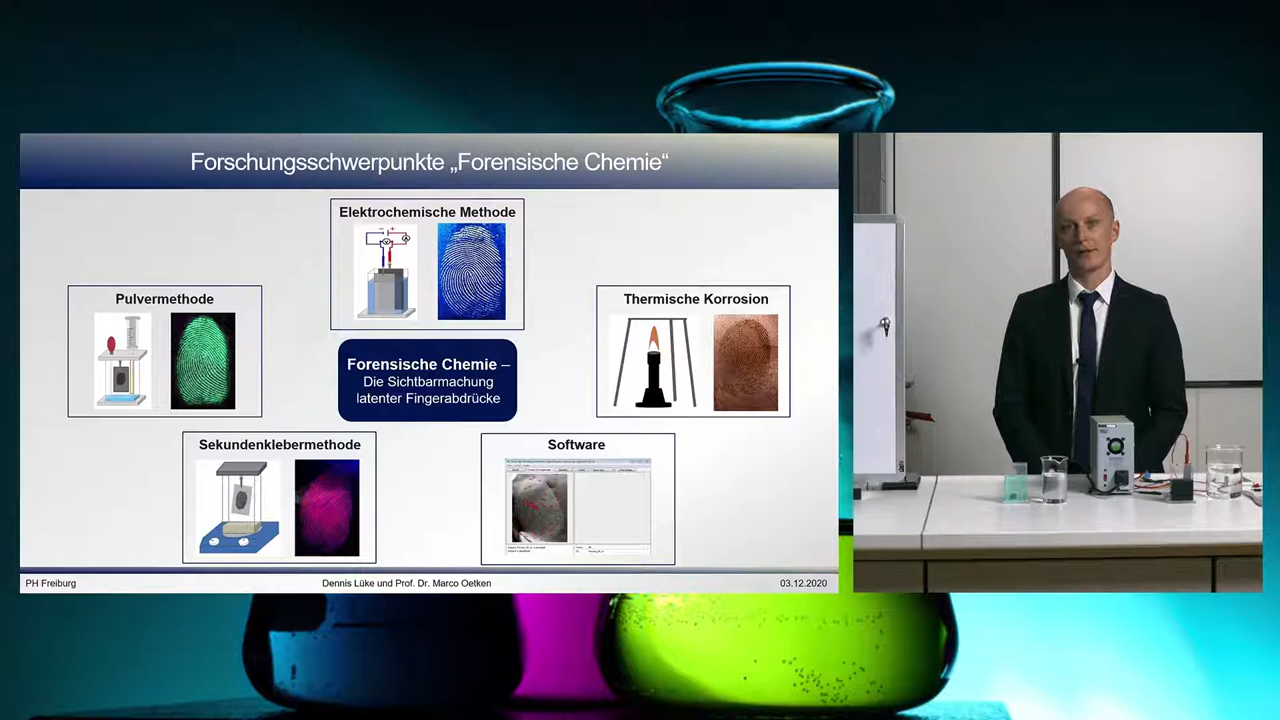 Forschungsschwerpunkte „Forensische Chemie“
Elektrochemische Methode
Pulvermethode
Thermische Korrosion
Forensische Chemie –
Die Sichtbarmachung
latenter Fingerabdrücke
Sekundenklebermethode
Software
PH Freiburg
Dennis Lüke und Prof. Dr. Marco Oetken
03.12.2020